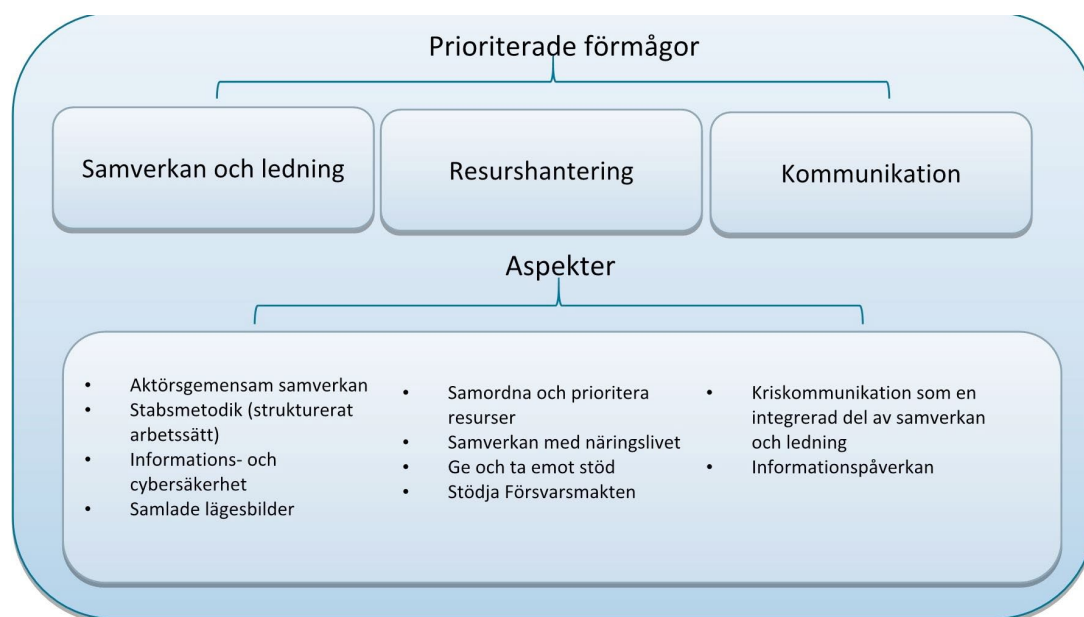 Prioriterade förmågor
Samverkan och ledning
Resurshantering
Kommunikation
Aspekter
• Aktörsgemensam samverkan
• Stabsmetodik (strukturerat
arbetssätt)
• Informations- och
cybersäkerhet
• Samlade lägesbilder
• Samordna och prioritera
resurser
• Samverkan med näringslivet
• Ge och ta emot stöd
• Stödja Försvarsmakten
• Kriskommunikation som en
integrerad del av samverkan
och ledning
• Informationspåverkan